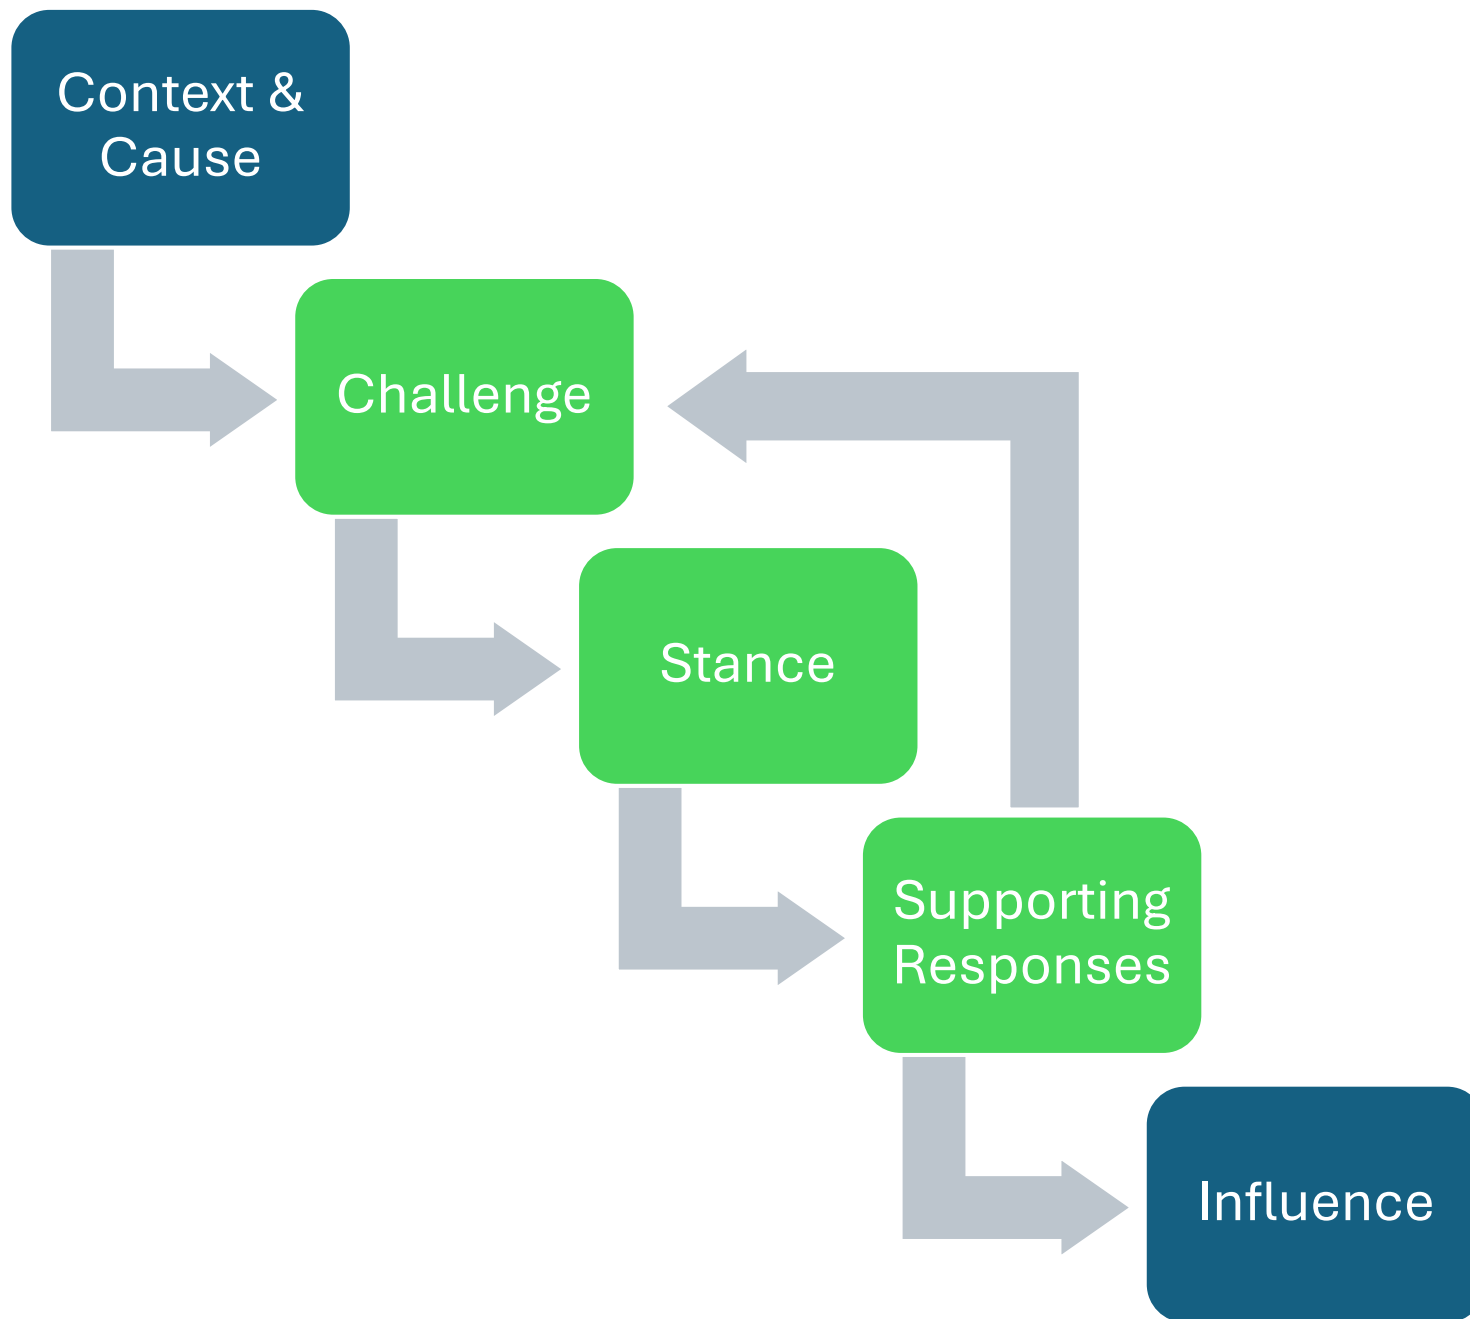 Context &
Cause
Challenge
Stance
Supporting
Responses
Influence